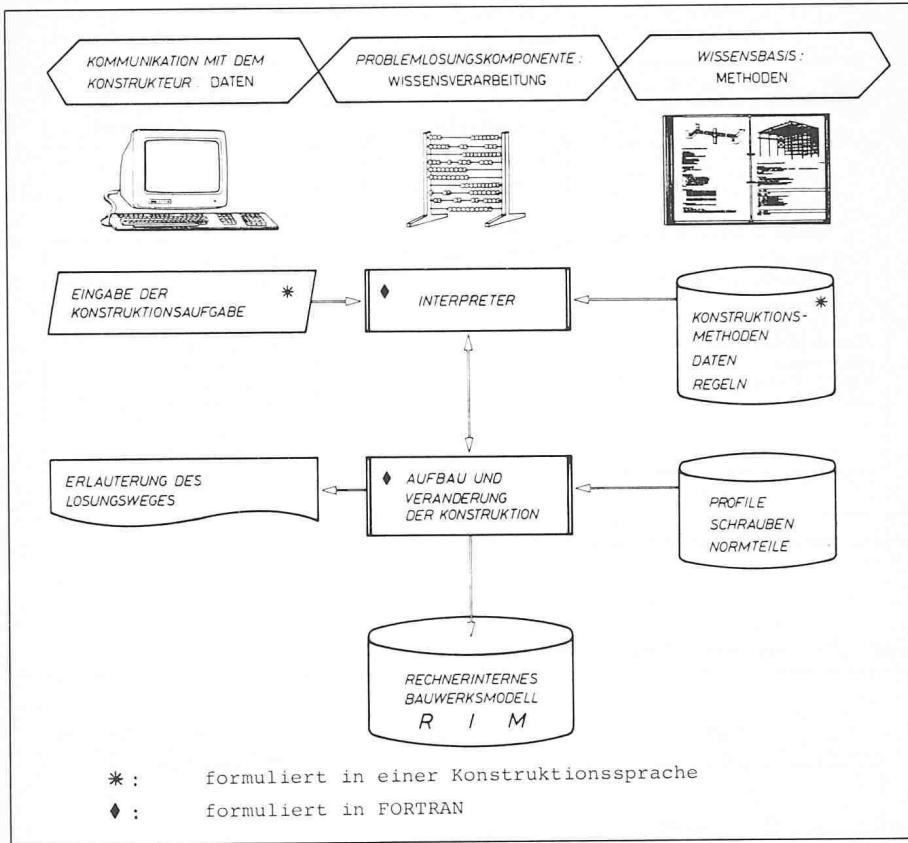 KOMMUNIKATION MIT DEM
KONSTRUKTEUR: DATEN
PROBLEMLOSUNGSKOMPONENTE:
WISSENSVERARBEITUNG
WISSENSBASIS:
METHODEN
EINGABE DER *
KONSTRUKTIONSAUFGABE
♦ INTERPRETER
KONSTRUKTIONS- *
METHODEN
DATEN
REGELN
ERLAUTERUNG DES
LOSUNGSWEGES
♦ AUFBAU UND
VERANDERUNG
DER KONSTRUKTION
PROFILE
SCHRAUBEN
NORMTEILE
RECHNERINTERNES
BAUWERKSMODELL
R I M
* : formuliert in einer Konstruktionssprache
♦ : formuliert in FORTRAN